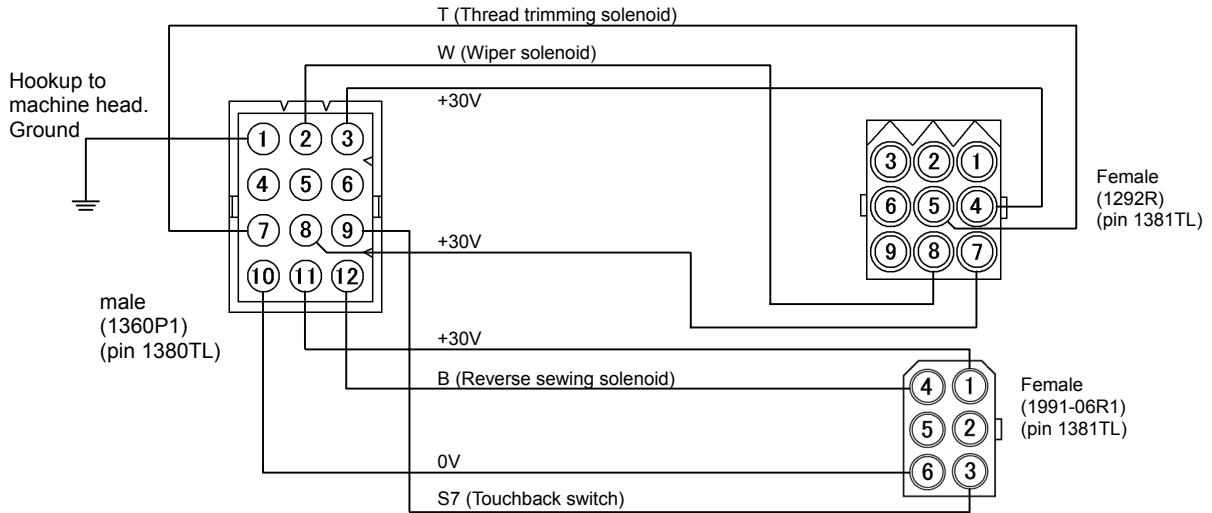 T (Thread trimming solenoid)
W (Wiper solenoid)
+30V
Hookup to
machine head.
Ground
1 2 3
4 5 6
7 8 9
10 11 12
male
(1360P1)
(pin 1380TL)
3 2 1
6 5 4
9 8 7
Female
(1292R)
(pin 1381TL)
+30V
+30V
B (Reverse sewing solenoid)
0V
S7 (Touchback switch)
4 1
5 2
6 3
Female
(1991-06R1)
(pin 1381TL)